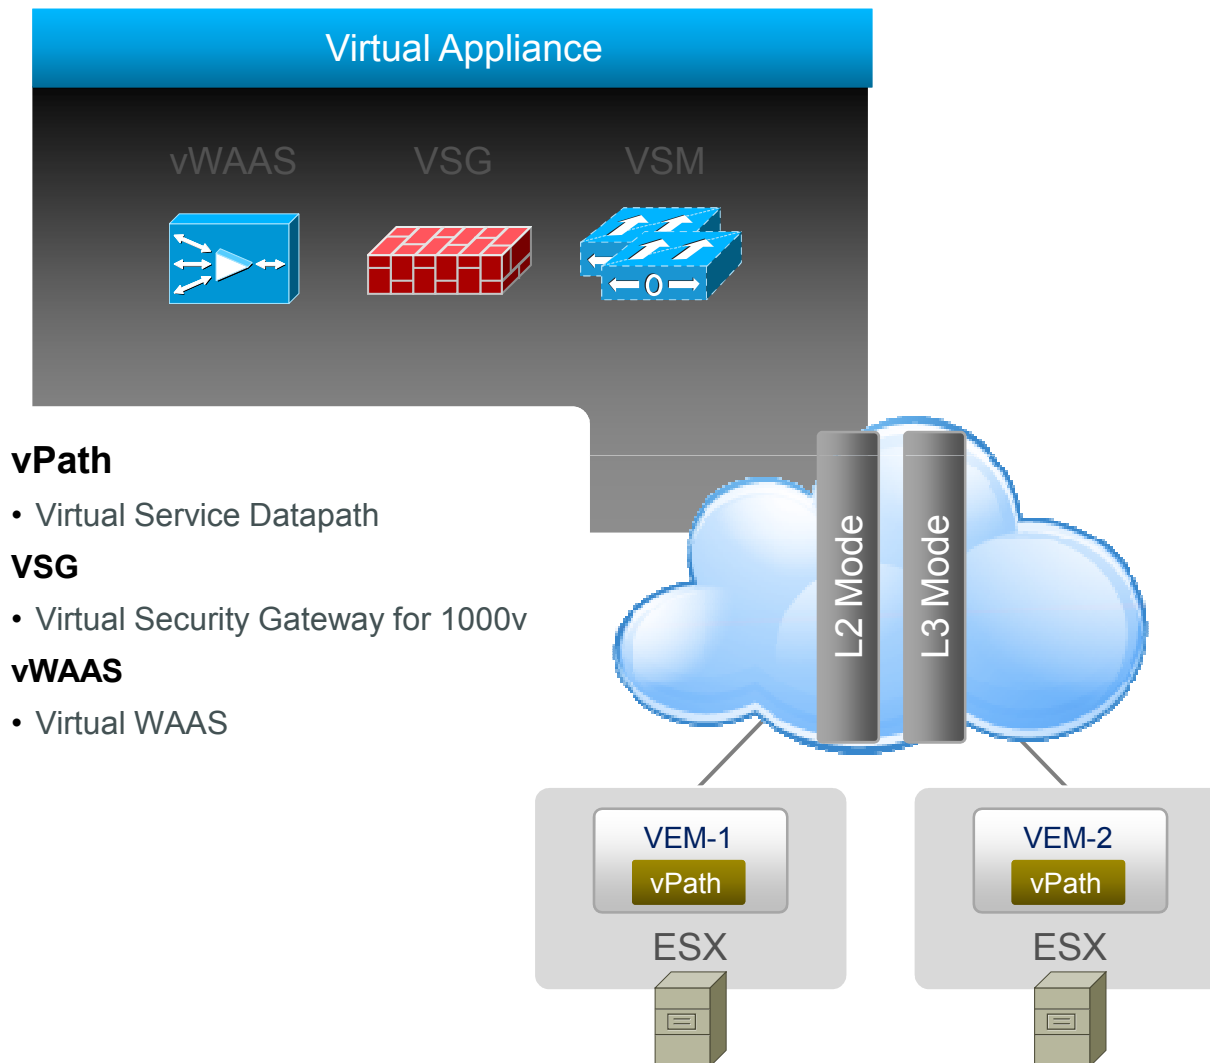 Virtual Appliance
vWAAS VSG VSM
0
vPath
• Virtual Service Datapath
VSG
• Virtual Security Gateway for 1000v
vWAAS
• Virtual WAAS
L2 Mode
L3 Mode
VEM-1
vPath
ESX
VEM-2
vPath
ESX